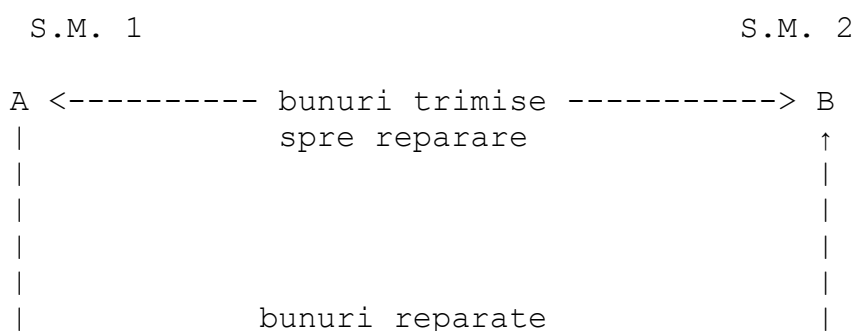 S.M. 1 S.M. 2
A <---------- bunuri trimise -----------> B
| spre reparare ↑
| |
| |
| |
| |
| bunuri reparate |